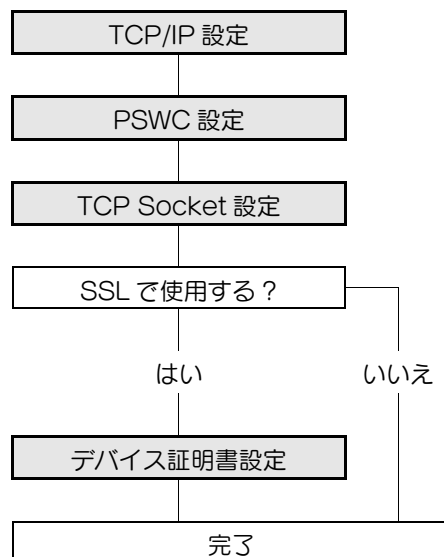 TCP/IP 設定
PSWC 設定
TCP Socket 設定
SSL で使用する？
はい
いいえ
デバイス証明書設定
完了